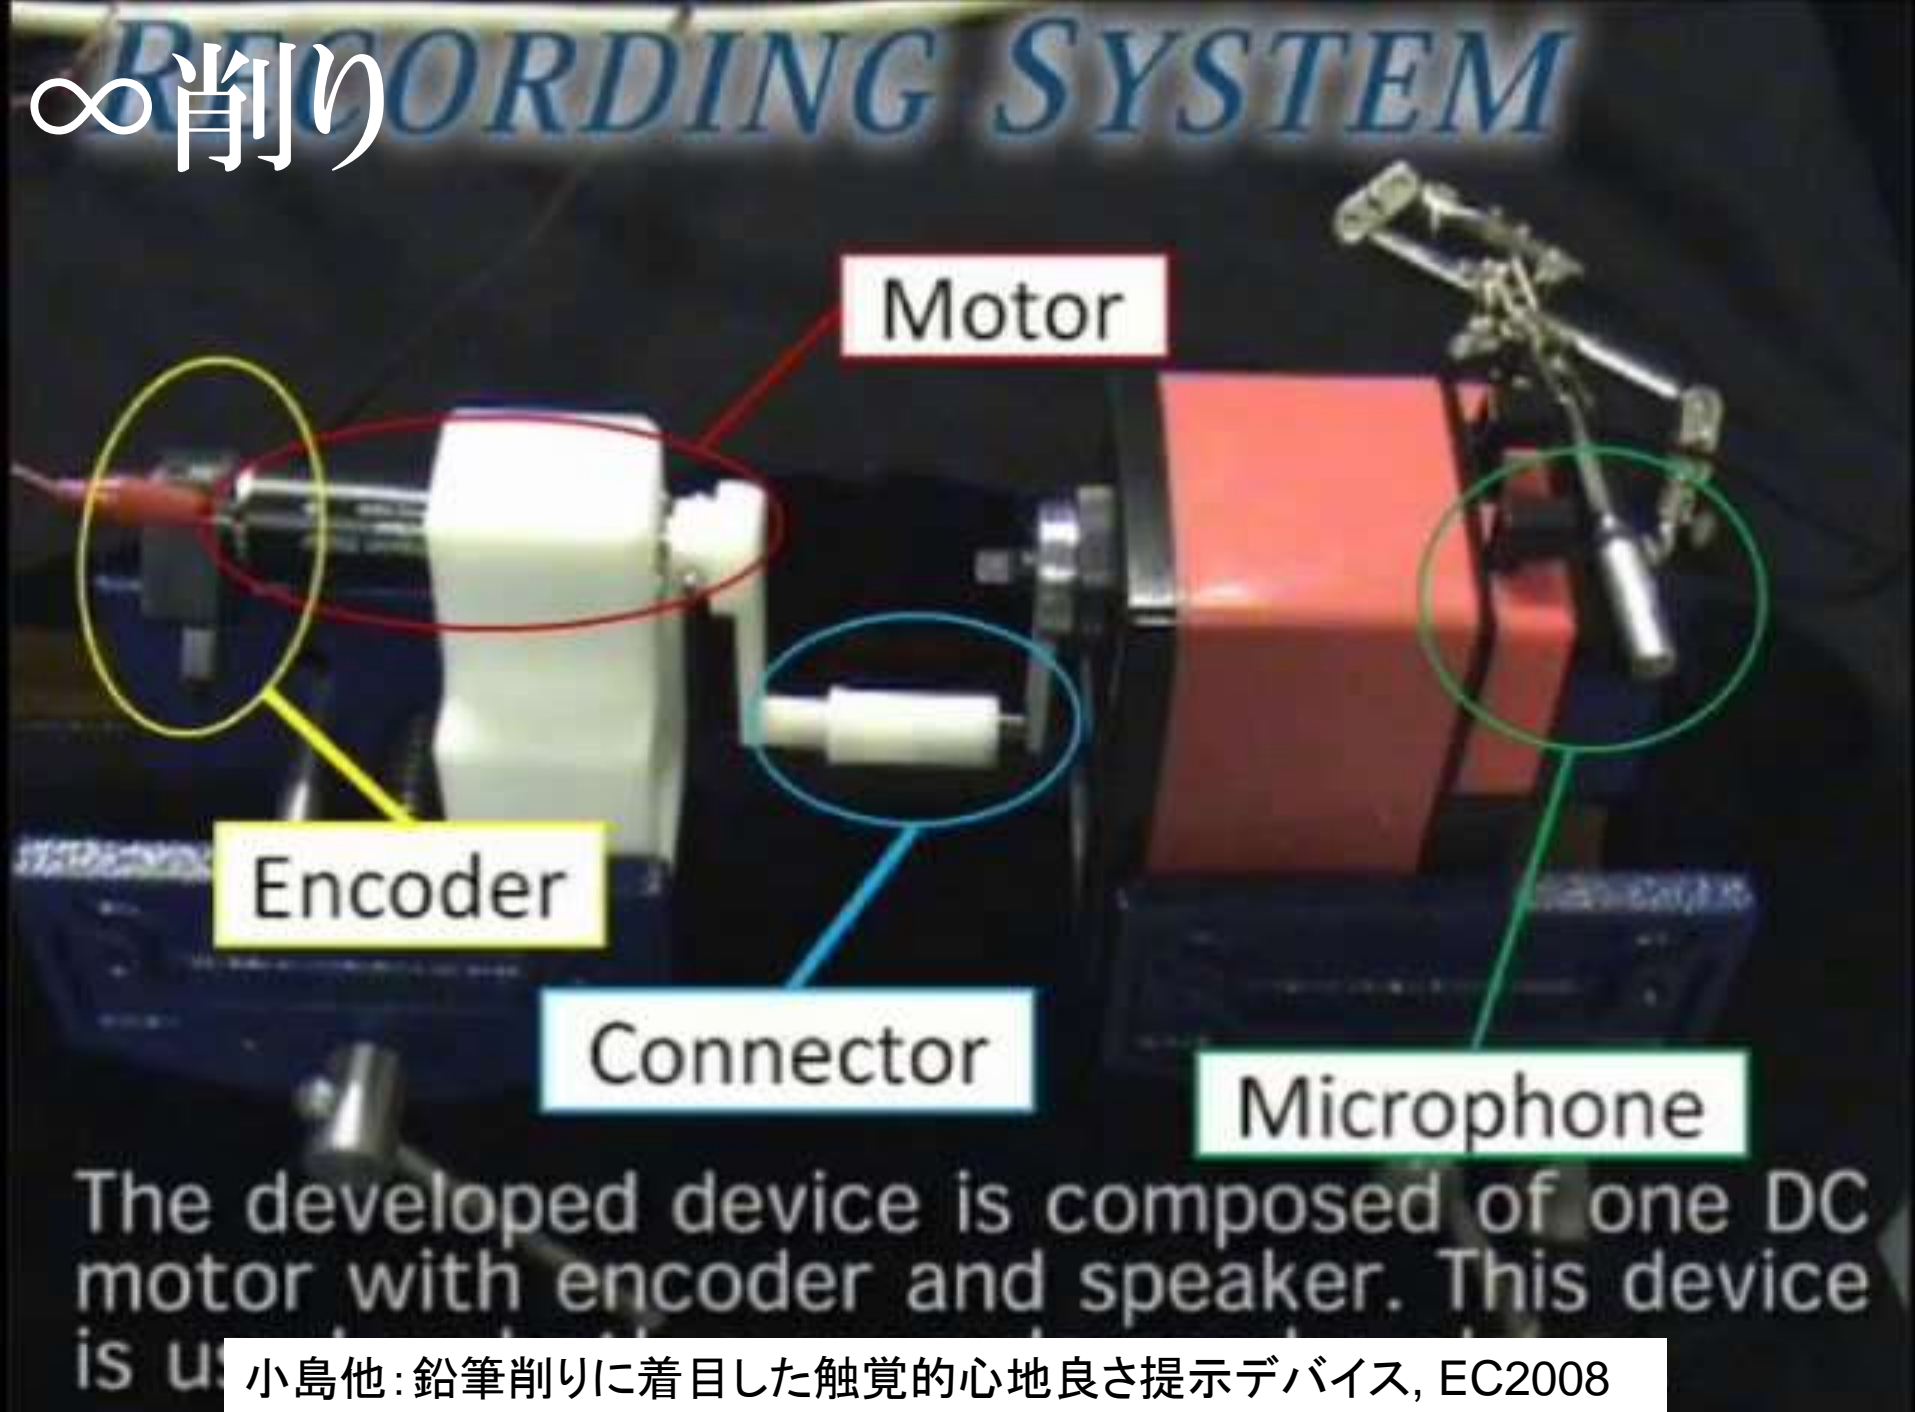 RECORDING SYSTEM
∞削り
Motor
Encoder
Connector
Microphone
The developed device is composed of one DC
motor with encoder and speaker. This device
is
小島他：鉛筆削りに着目した触覚的心地良さ提示デバイス, EC2008